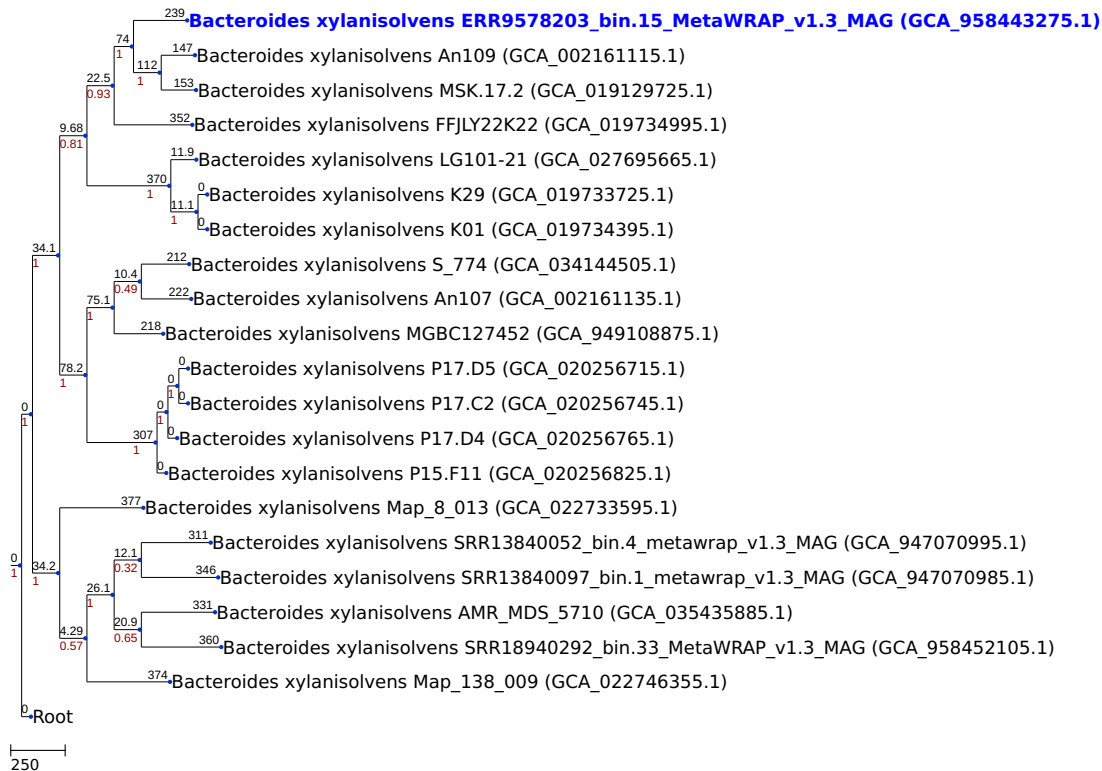 239
Bacteroides xylanisolvens ERR9578203_bin.15_MetaWRAP_v1.3_MAG (GCA_958443275.1)
74
1
147
Bacteroides xylanisolvens An109 (GCA_002161115.1)
112
1
22.5
0.93
153
Bacteroides xylanisolvens MSK.17.2 (GCA_019129725.1)
352
Bacteroides xylanisolvens FFJLY22K22 (GCA_019734995.1)
9.68
0.81
11.9
Bacteroides xylanisolvens LG101-21 (GCA_027695665.1)
370
1
0
Bacteroides xylanisolvens K29 (GCA_019733725.1)
11.1
1
0
Bacteroides xylanisolvens K01 (GCA_019734395.1)
34.1
1
212
Bacteroides xylanisolvens S_774 (GCA_034144505.1)
10.4
0.49
222
Bacteroides xylanisolvens An107 (GCA_002161135.1)
75.1
1
218
Bacteroides xylanisolvens MGBC127452 (GCA_949108875.1)
78.2
1
0
Bacteroides xylanisolvens P17.D5 (GCA_020256715.1)
0
1
0
Bacteroides xylanisolvens P17.C2 (GCA_020256745.1)
0
1
0
Bacteroides xylanisolvens P17.D4 (GCA_020256765.1)
307
1
0
Bacteroides xylanisolvens P15.F11 (GCA_020256825.1)
0
1
377
Bacteroides xylanisolvens Map_8_013 (GCA_022733595.1)
311
Bacteroides xylanisolvens SRR13840052_bin.4_metawrap_v1.3_MAG (GCA_947070995.1)
12.1
0.32
346
Bacteroides xylanisolvens SRR13840097_bin.1_metawrap_v1.3_MAG (GCA_947070985.1)
34.2
1
26.1
1
331
Bacteroides xylanisolvens AMR_MDS_5710 (GCA_035435885.1)
20.9
0.65
360
Bacteroides xylanisolvens SRR18940292_bin.33_MetaWRAP_v1.3_MAG (GCA_958452105.1)
4.29
0.57
374
Bacteroides xylanisolvens Map_138_009 (GCA_022746355.1)
0
1
0
Root
250